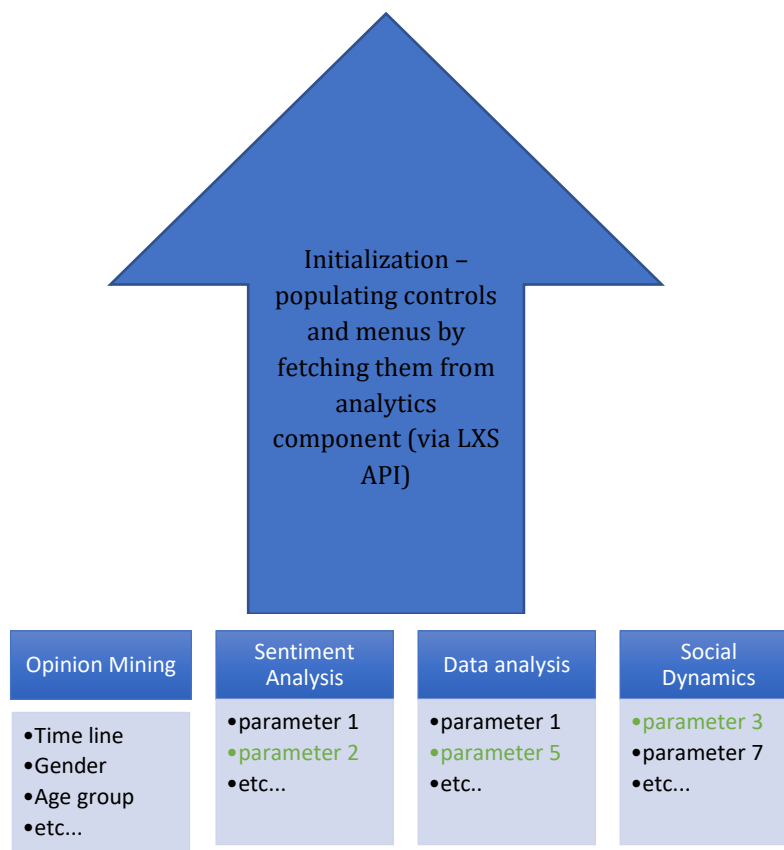 Initialization –
populating controls
and menus by
fetching them from
analytics
component (via LXS
API)
Opinion Mining
•Time line
•Gender
•Age group
•etc...
Sentiment
Analysis
•parameter 1
•parameter 2
•etc...
Data analysis
•parameter 1
•parameter 5
•etc..
Social
Dynamics
•parameter 3
•parameter 7
•etc...